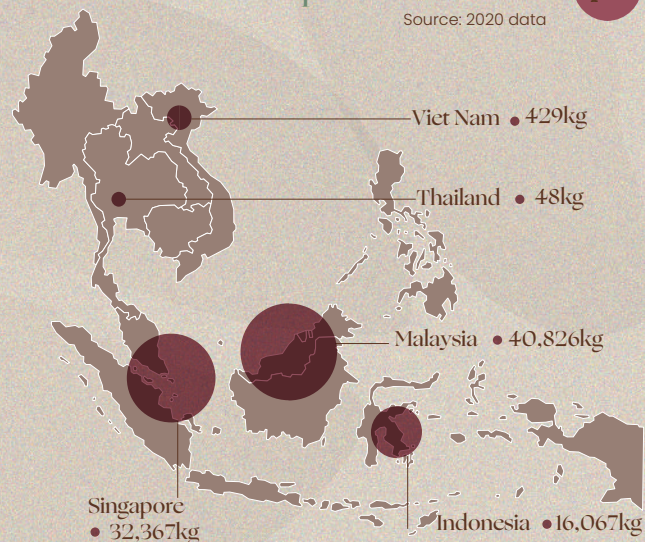 Source: 2020 data
Viet Nam • 429kg
Thailand • 48kg
Malaysia • 40,826kg
Singapore
• 32,367kg
Indonesia • 16,067kg